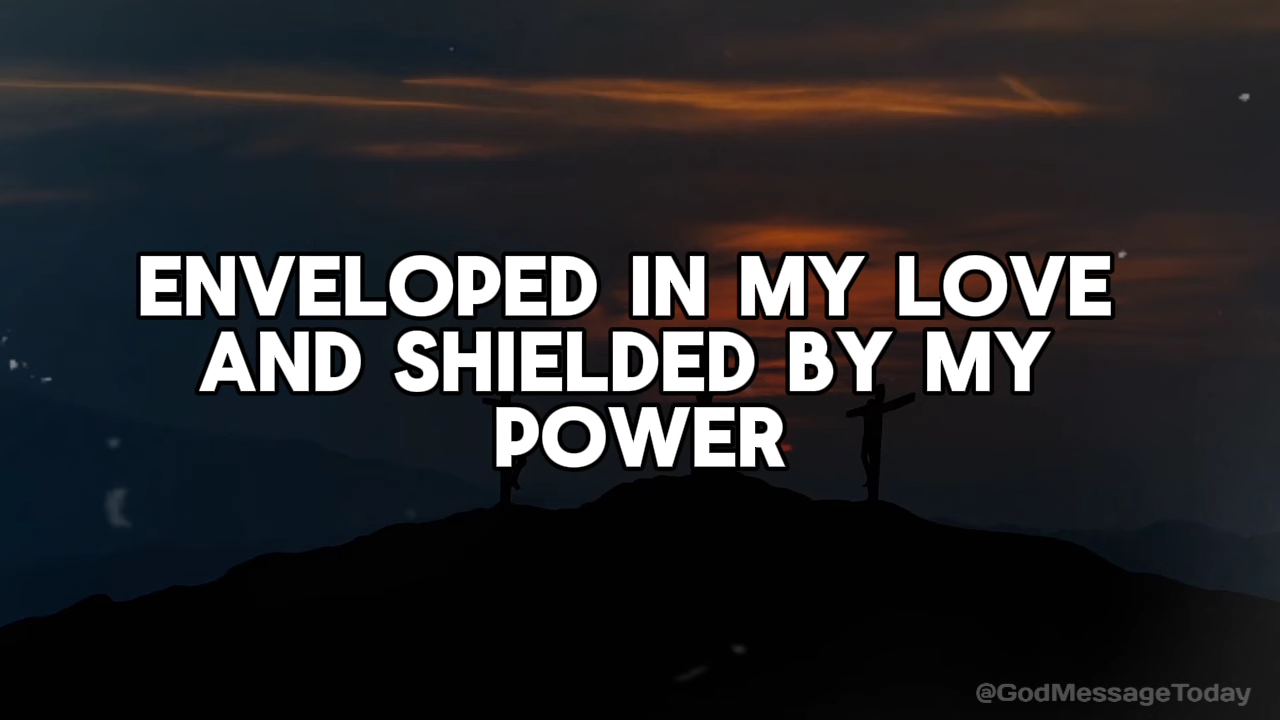 ENVELOPED IN MY LOVE
AND SHIELDED BY MY
POWER
@GodMessageToday